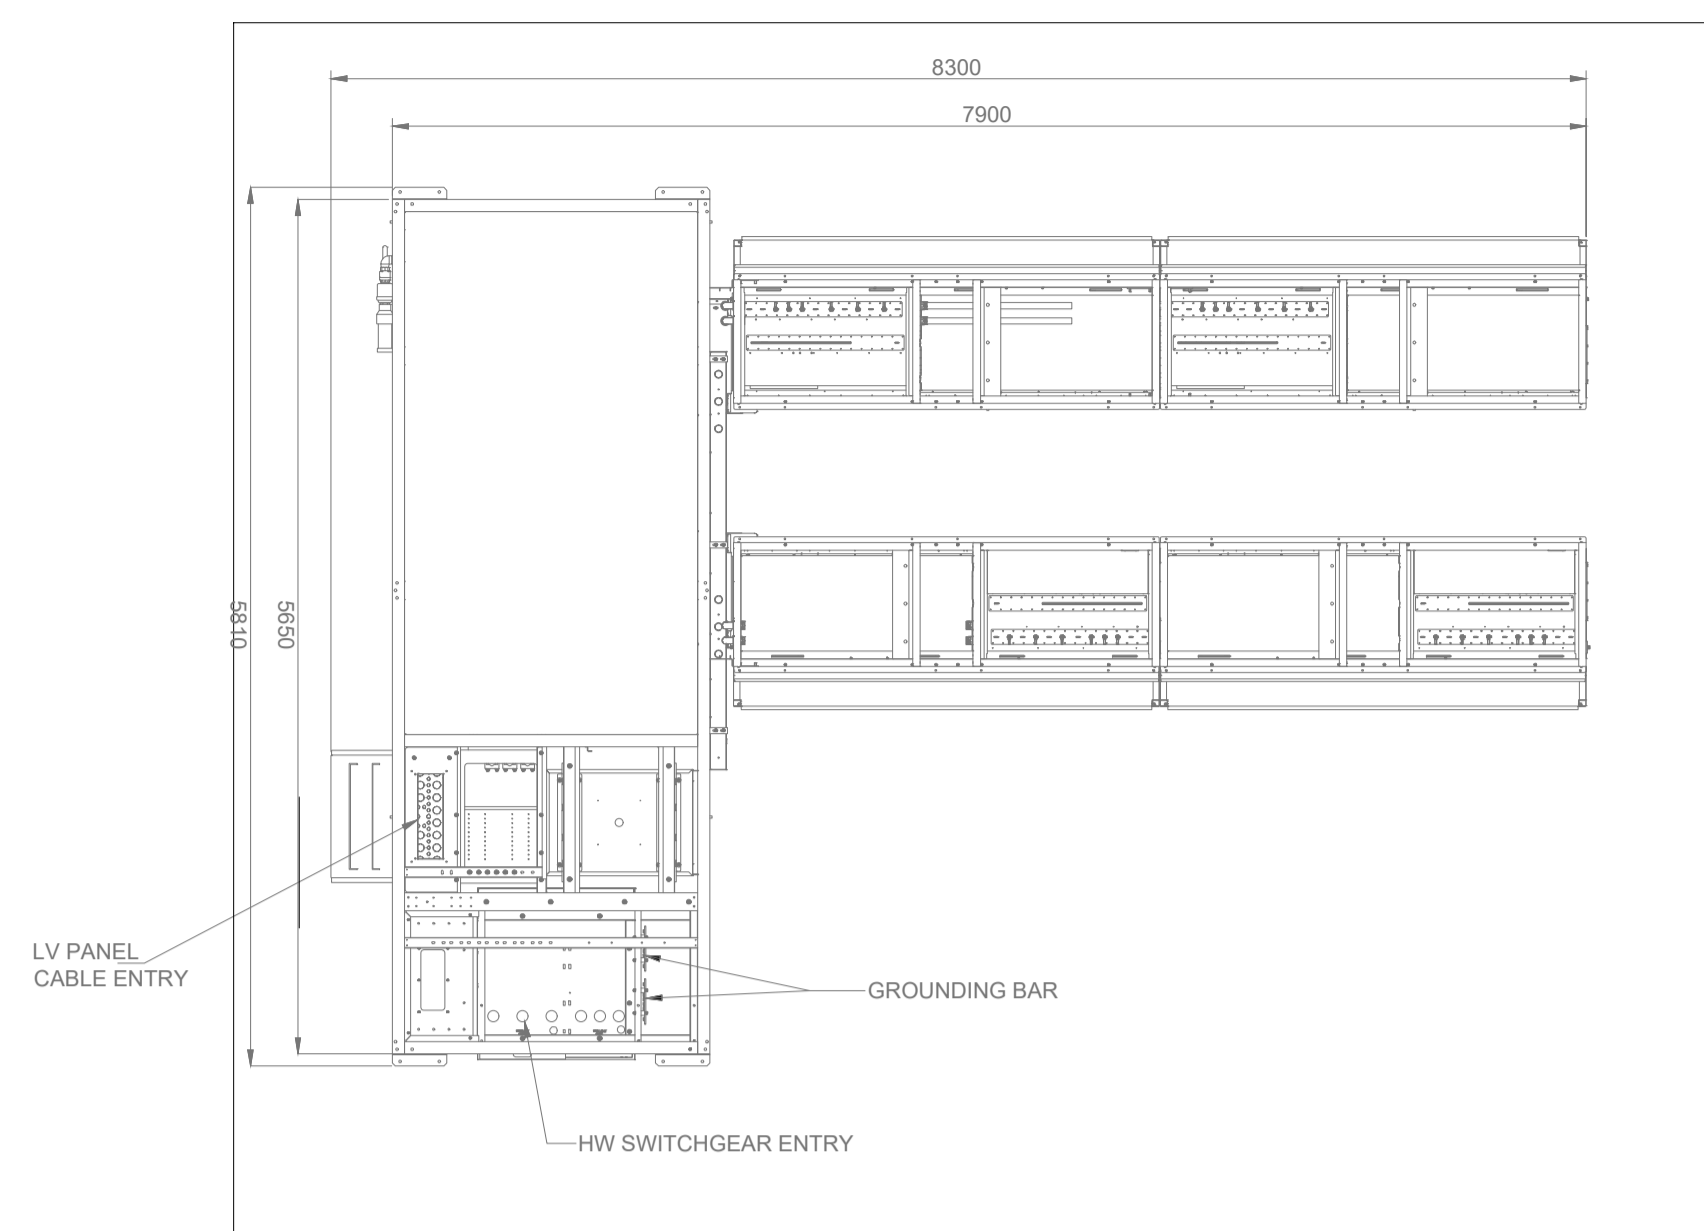 8300
7900
5810
5650
LV PANEL
CABLE ENTRY
GROUNDING BAR
HW SWITCHGEAR ENTRY